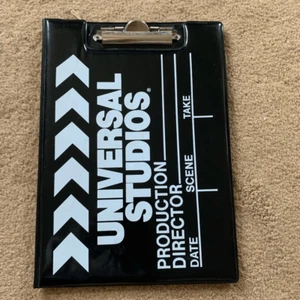 UNIVERSAL
STUDIOS®
PRODUCTION
DIRECTOR
DATE SCENE TAKE